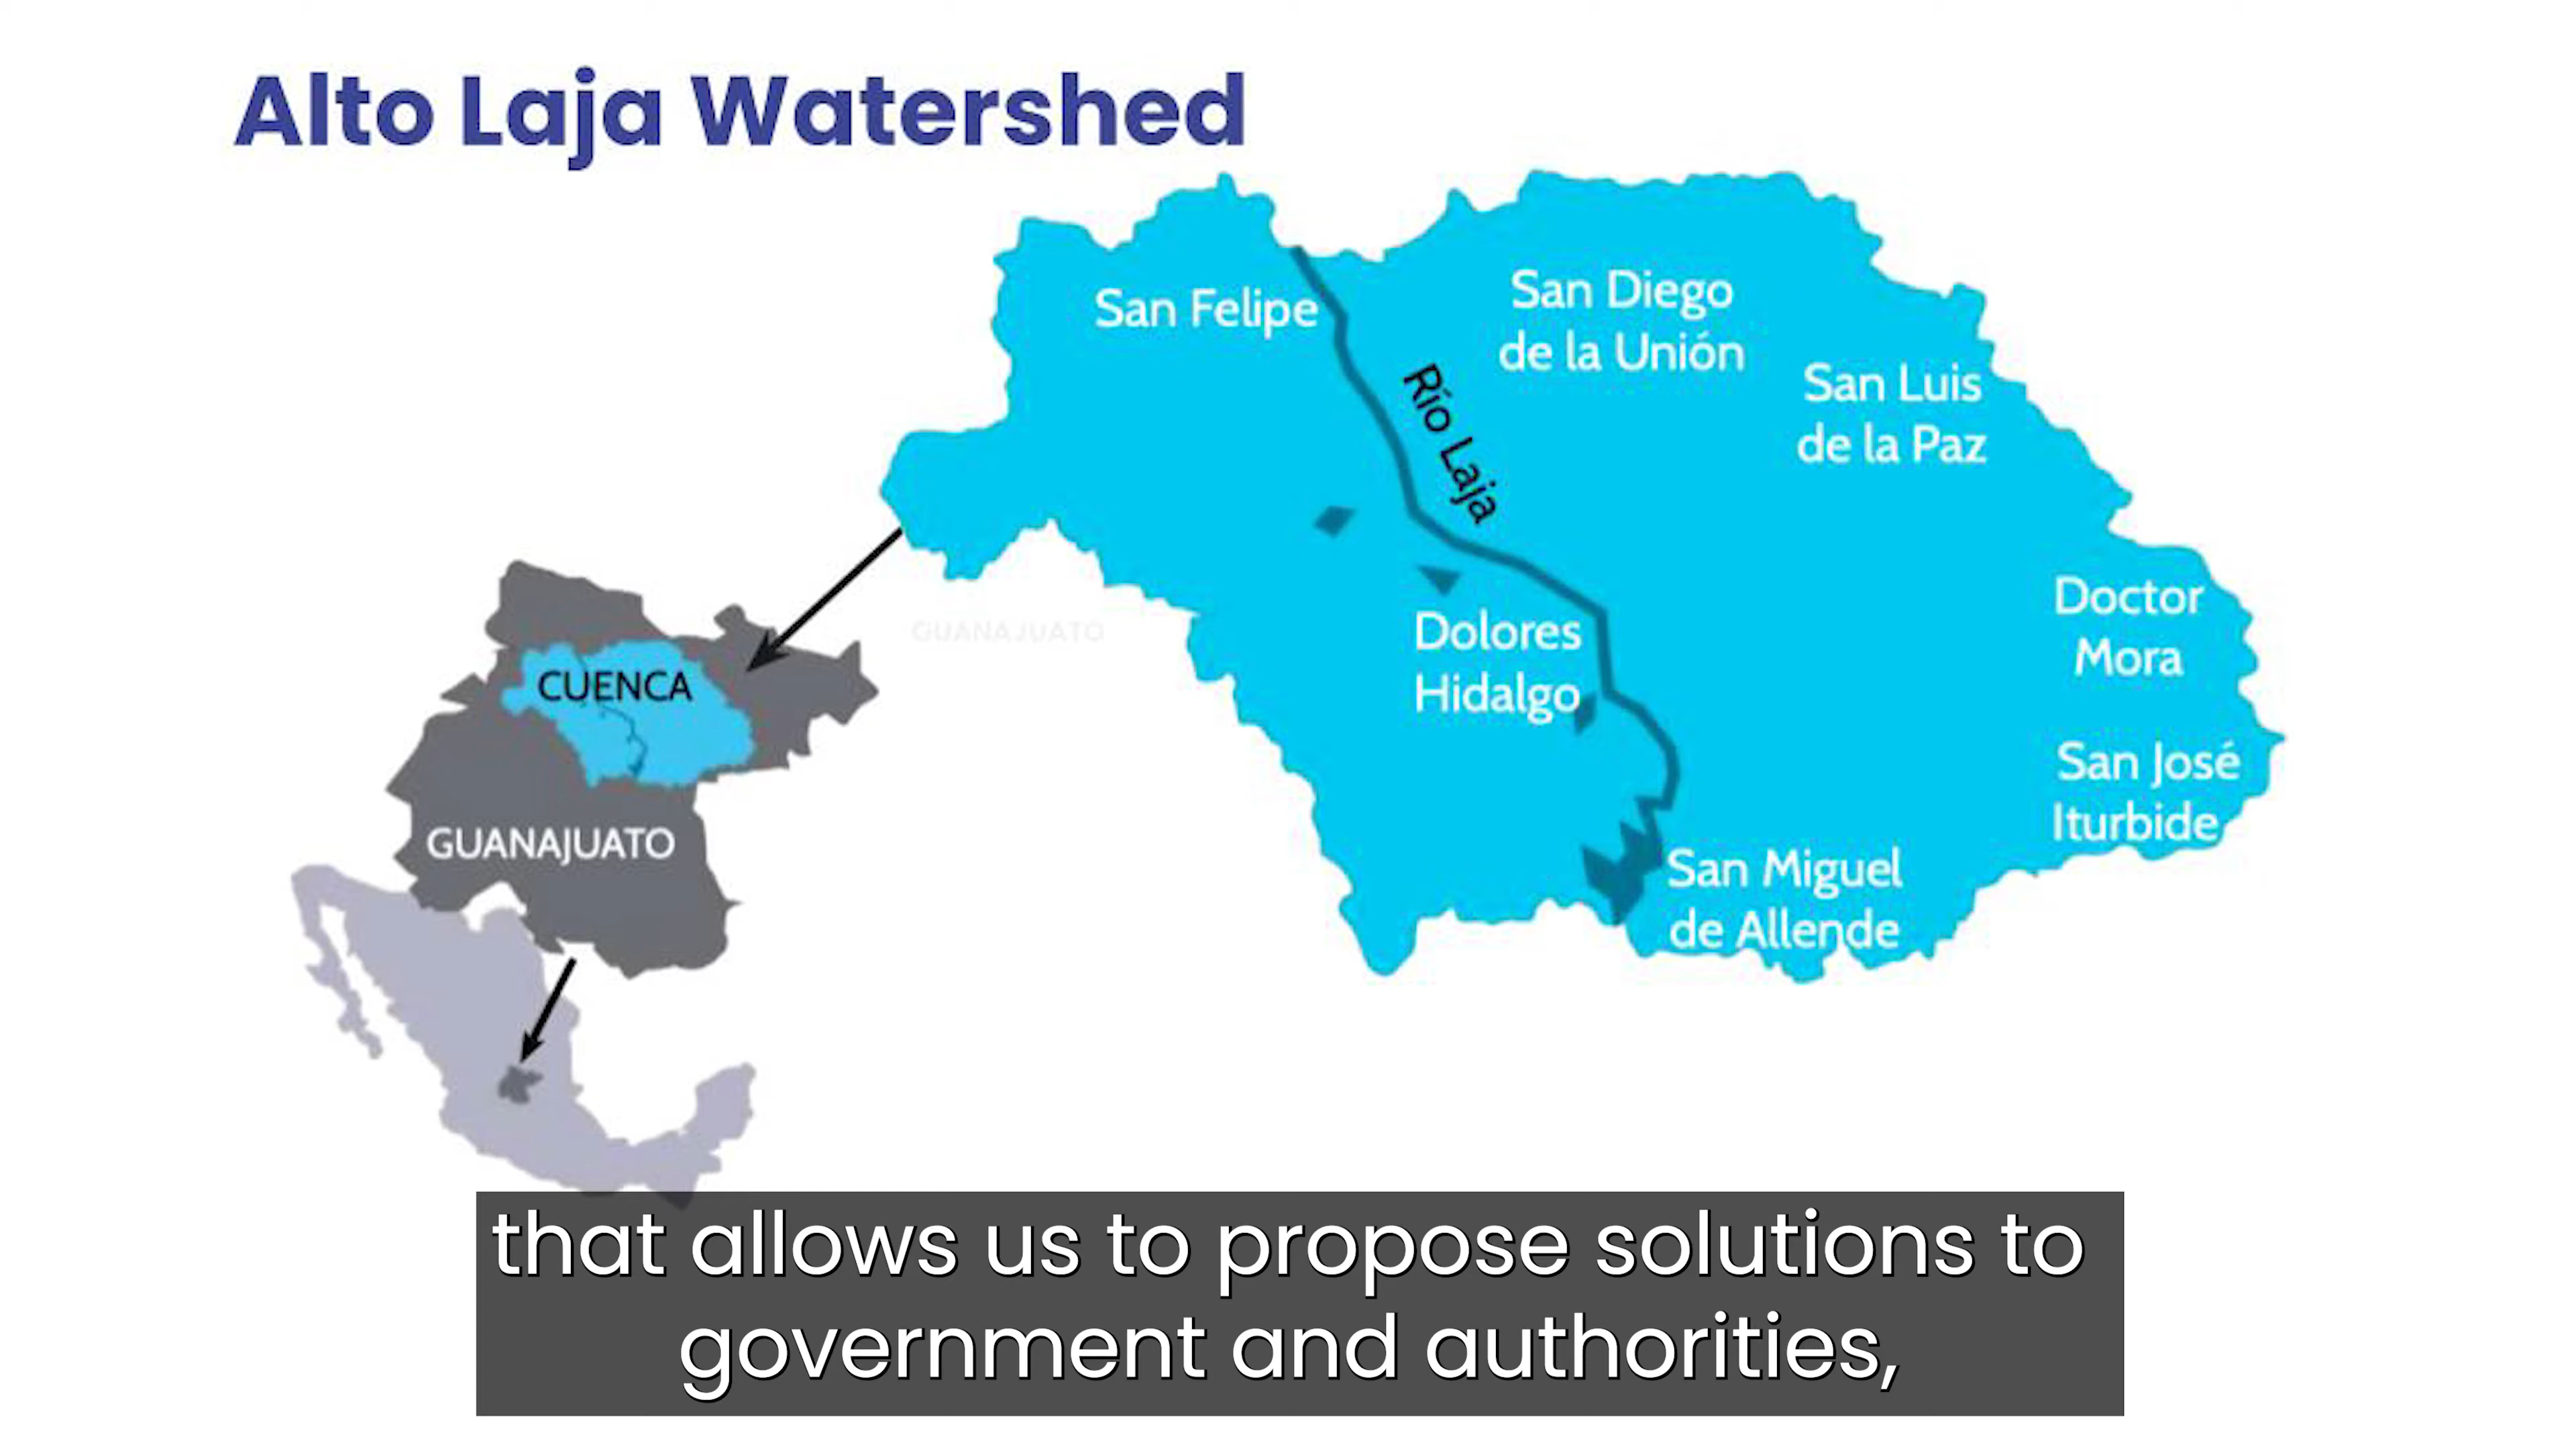 Alto Laja Watershed
San Felipe
San Diego
de la Unión
San Luis
de la Paz
Río Laja
Doctor
Mora
Dolores
Hidalgo
San José
Iturbide
San Miguel
de Allende
GUANAJUATO
CUENCA
GUANAJUATO
that allows us to propose solutions to
government and authorities,